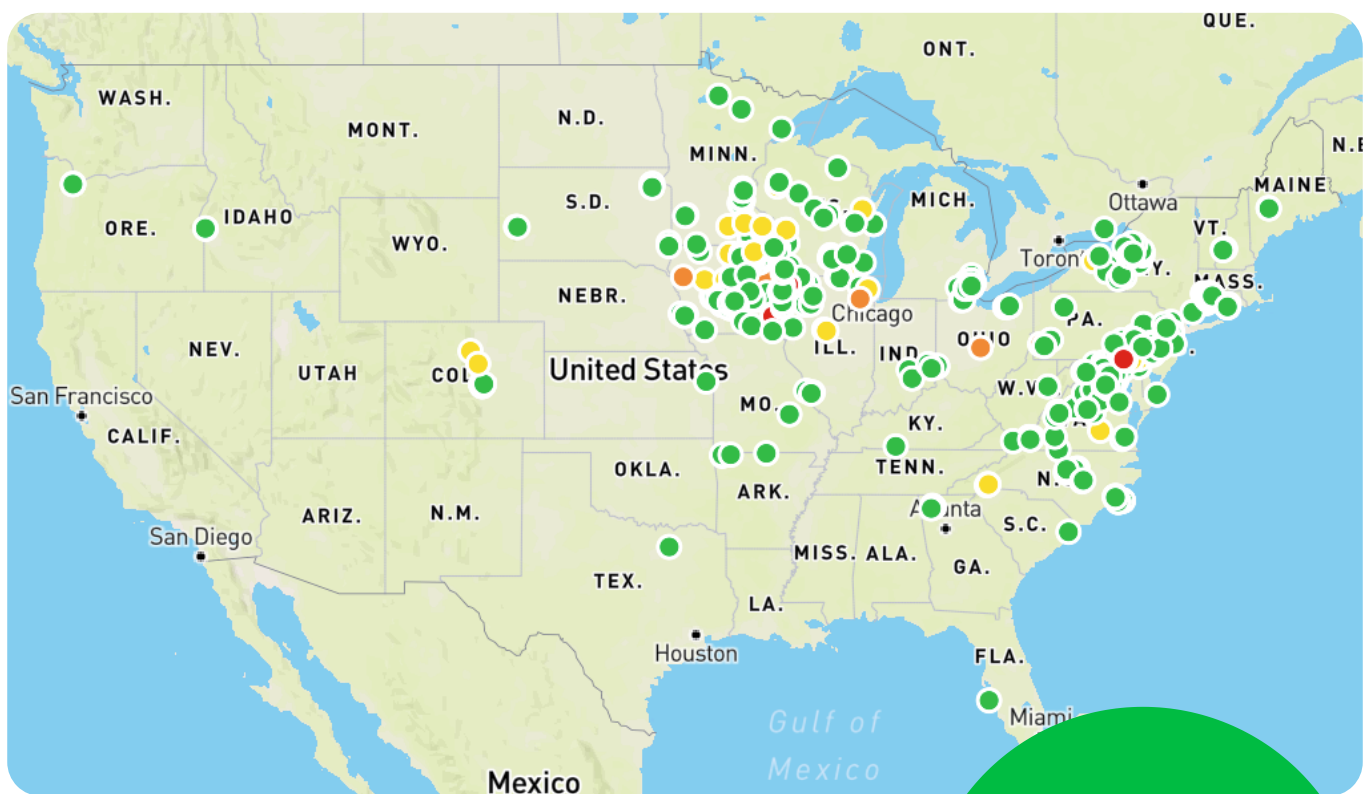 QUE.
ONT.
WASH.
N.D.
MONT.
MINN.
MAINE
MICH.
Ottawa
S.D.
ORE.
IDAHO
VT.
WYO.
MASS.
NEBR.
Chicago
PA.
OHIO
NEV.
ILL.
IND.
United States
UTAH
San Francisco
MO.
CALIF.
KY.
TENN.
OKLA.
ARK.
ARIZ.
N.M.
S.C.
San Diego
MISS.
ALA.
GA.
TEX.
LA.
Houston
FLA.
Miami
Gulf of
Mexico
Mexico